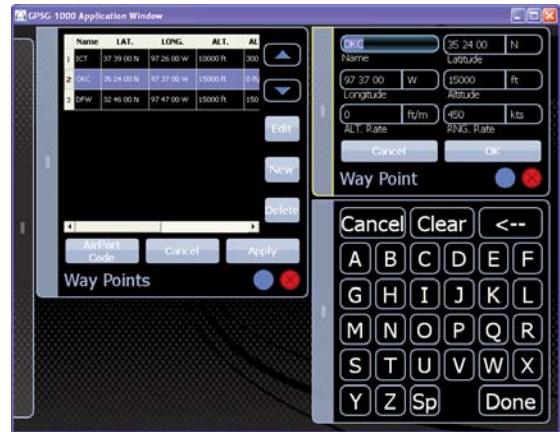 GPSG-1000 Application Window
Name LAT. LONG. ALT. AL
1 ICT 37 39 00 N 97 26 00 W 10000 ft 300
2 OKC 35 24 00 N 97 37 00 W 15000 ft 0 ft/
3 DFW 32 46 00 N 97 47 00 W 15000 ft 150
Edit
New
Delete
AirPort Code Cancel Apply
Way Points
OKC 35 24 00 N
Name Latitude
97 37 00 W 15000 ft
Longitude Altitude
0 ft/m 450 kts
ALT. Rate RNG. Rate
Cancel OK
Way Point
Cancel Clear <--
A B C D E F
G H I J K L
M N O P Q R
S T U V W X
Y Z Sp Done